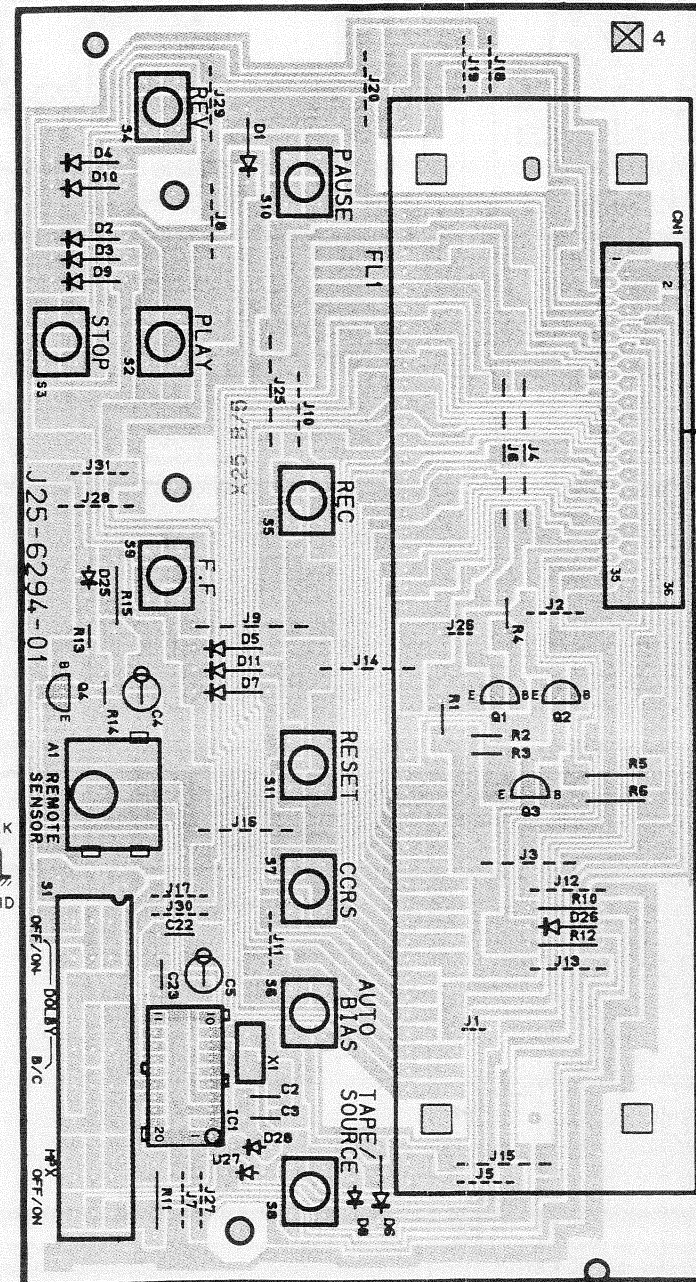 4
J19
J18
J20
J29
REV
S4
D1
D4
D10
PAUSE
S10
J8
D2
D3
D9
FL1
CN1
1
2
STOP
S3
PLAY
S2
J25
J10
J6
J4
REC
S5
J31
J28
J25-6294-01
F.F
S9
D25
R15
R13
35
36
J9
J26
R4
J2
D5
D11
D7
J14
B
E
Q4
R14
C4
R1
E
Q1
B
E
Q2
B
R2
R3
A1
REMOTE
SENSOR
RESET
S11
R5
R6
E
Q3
B
K
J16
J3
S7
CCRS
S1
J17
J30
C22
J12
R10
D26
R12
J13
OFF/ON
DOLBY
B/C
MPX
OFF/ON
C23
C5
J11
S6
AUTO
BIAS
J1
11
10
20
1
IC1
X1
C2
C3
TAPE/
SOURCE
D28
D27
R11
J7
J27
S8
D8
D6
J15
J5